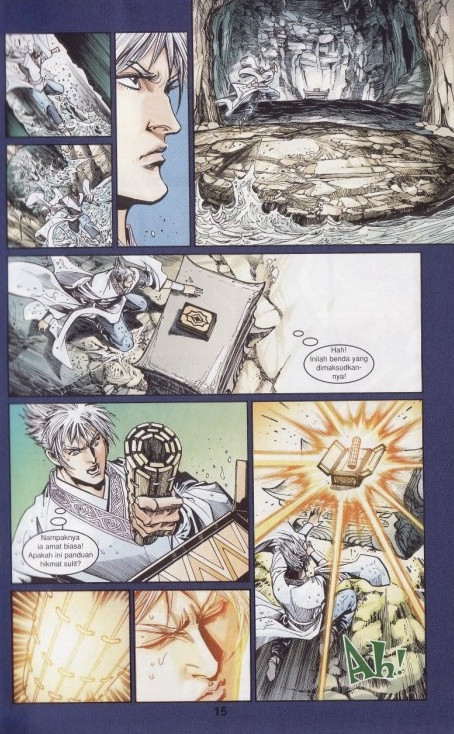 Hah!
Inilah benda yang
dimaksudkan-
nya!
Nampaknya
ia amat biasa!
Apakah ini panduan
hikmat sulit?
Ah!
15